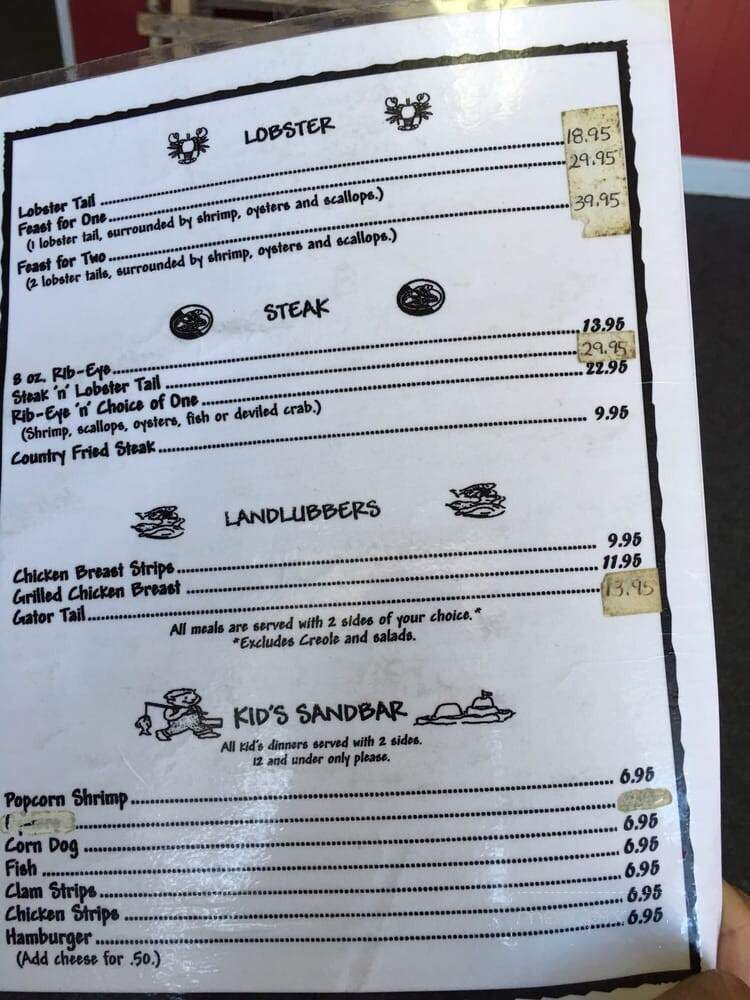 LOBSTER
Lobster Tail 18.95
Feast for One 29.95
(1 lobster tail, surrounded by shrimp, oysters and scallops.)
Feast for Two 39.95
(2 lobster tails, surrounded by shrimp, oysters and scallops.)
STEAK
8 oz. Rib-Eye 13.95
Steak 'n' Lobster Tail 29.95
Rib-Eye 'n' Choice of One 22.95
(Shrimp, scallops, oysters, fish or deviled crab.)
Country Fried Steak 9.95
LANDLUBBERS
Chicken Breast Strips 9.95
Grilled Chicken Breast 11.95
Gator Tail 13.95
All meals are served with 2 sides of your choice.*
*Excludes Creole and salads.
KID'S SANDBAR
All kid's dinners served with 2 sides.
12 and under only please.
Popcorn Shrimp 6.95
Corn Dog 6.95
Fish 6.95
Clam Strips 6.95
Chicken Strips 6.95
Hamburger 6.95
(Add cheese for .50.)